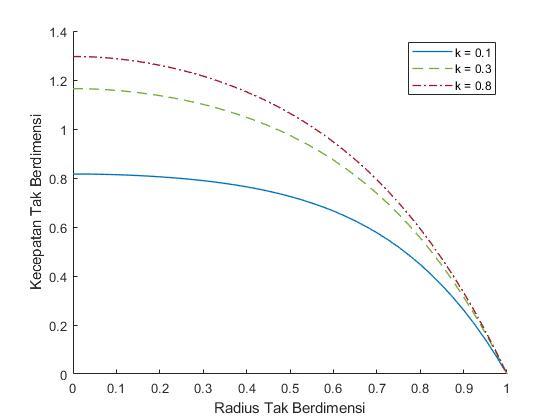 1.4
1.2
1
0.8
0.6
0.4
0.2
0
Kecepatan Tak Berdimensi
k = 0.1
k = 0.3
k = 0.8
0 0.1 0.2 0.3 0.4 0.5 0.6 0.7 0.8 0.9 1
Radius Tak Berdimensi